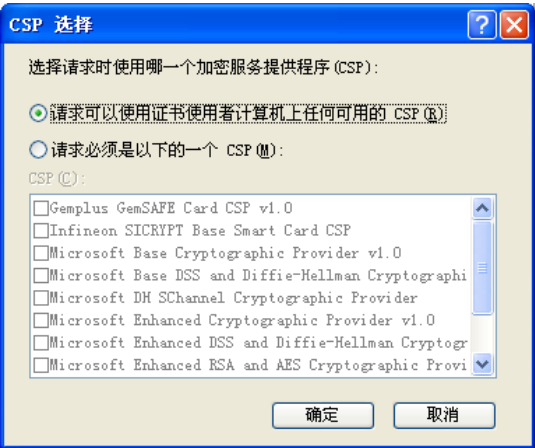 CSP 选择
选择请求时使用哪一个加密服务提供程序(CSP):
请求可以使用证书使用者计算机上任何可用的 CSP(R)
请求必须是以下的一个 CSP(M):
CSP(C):
Gemplus GemSAFE Card CSP v1.0
Infineon SICRYPT Base Smart Card CSP
Microsoft Base Cryptographic Provider v1.0
Microsoft Base DSS and Diffie-Hellman Cryptographi
Microsoft DH SChannel Cryptographic Provider
Microsoft Enhanced Cryptographic Provider v1.0
Microsoft Enhanced DSS and Diffie-Hellman Cryptogr
Microsoft Enhanced RSA and AES Cryptographic Provi
确定 取消